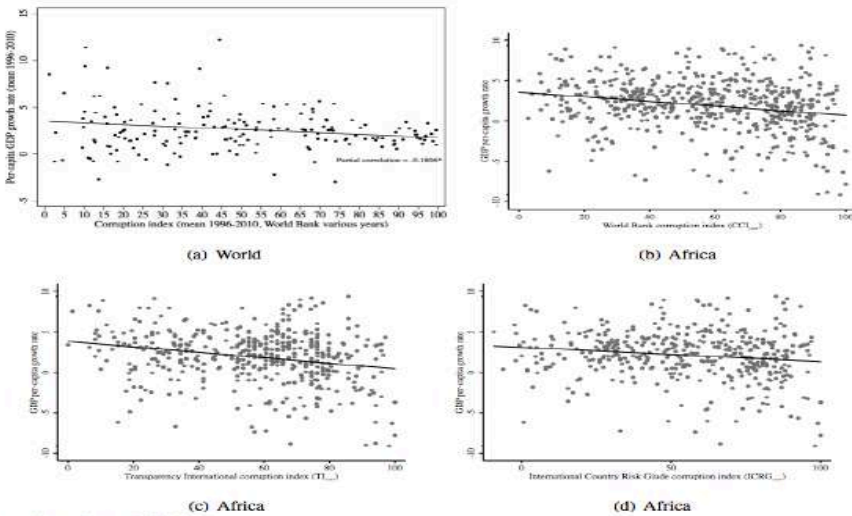 Per-capita GDP growth rate (mean 1996-2010)
15
10
5
0
-5
Partial correlation = -0.1806*
0 5 10 15 20 25 30 35 40 45 50 55 60 65 70 75 80 85 90 95 100
Corruption index (mean 1996-2010, World Bank various years)
(a) World
GDP per-capita growth rate
10
5
0
-5
-10
0 20 40 60 80 100
World Bank corruption index (CCI
(b) Africa
GDP per-capita growth rate
10
5
0
-5
-10
0 20 40 60 80 100
Transparency International corruption index (TI
(c) Africa
GDP per-capita growth rate
10
5
0
-5
-10
0 50 100
International Country Risk Giude corruption index (ICRG
(d) Africa